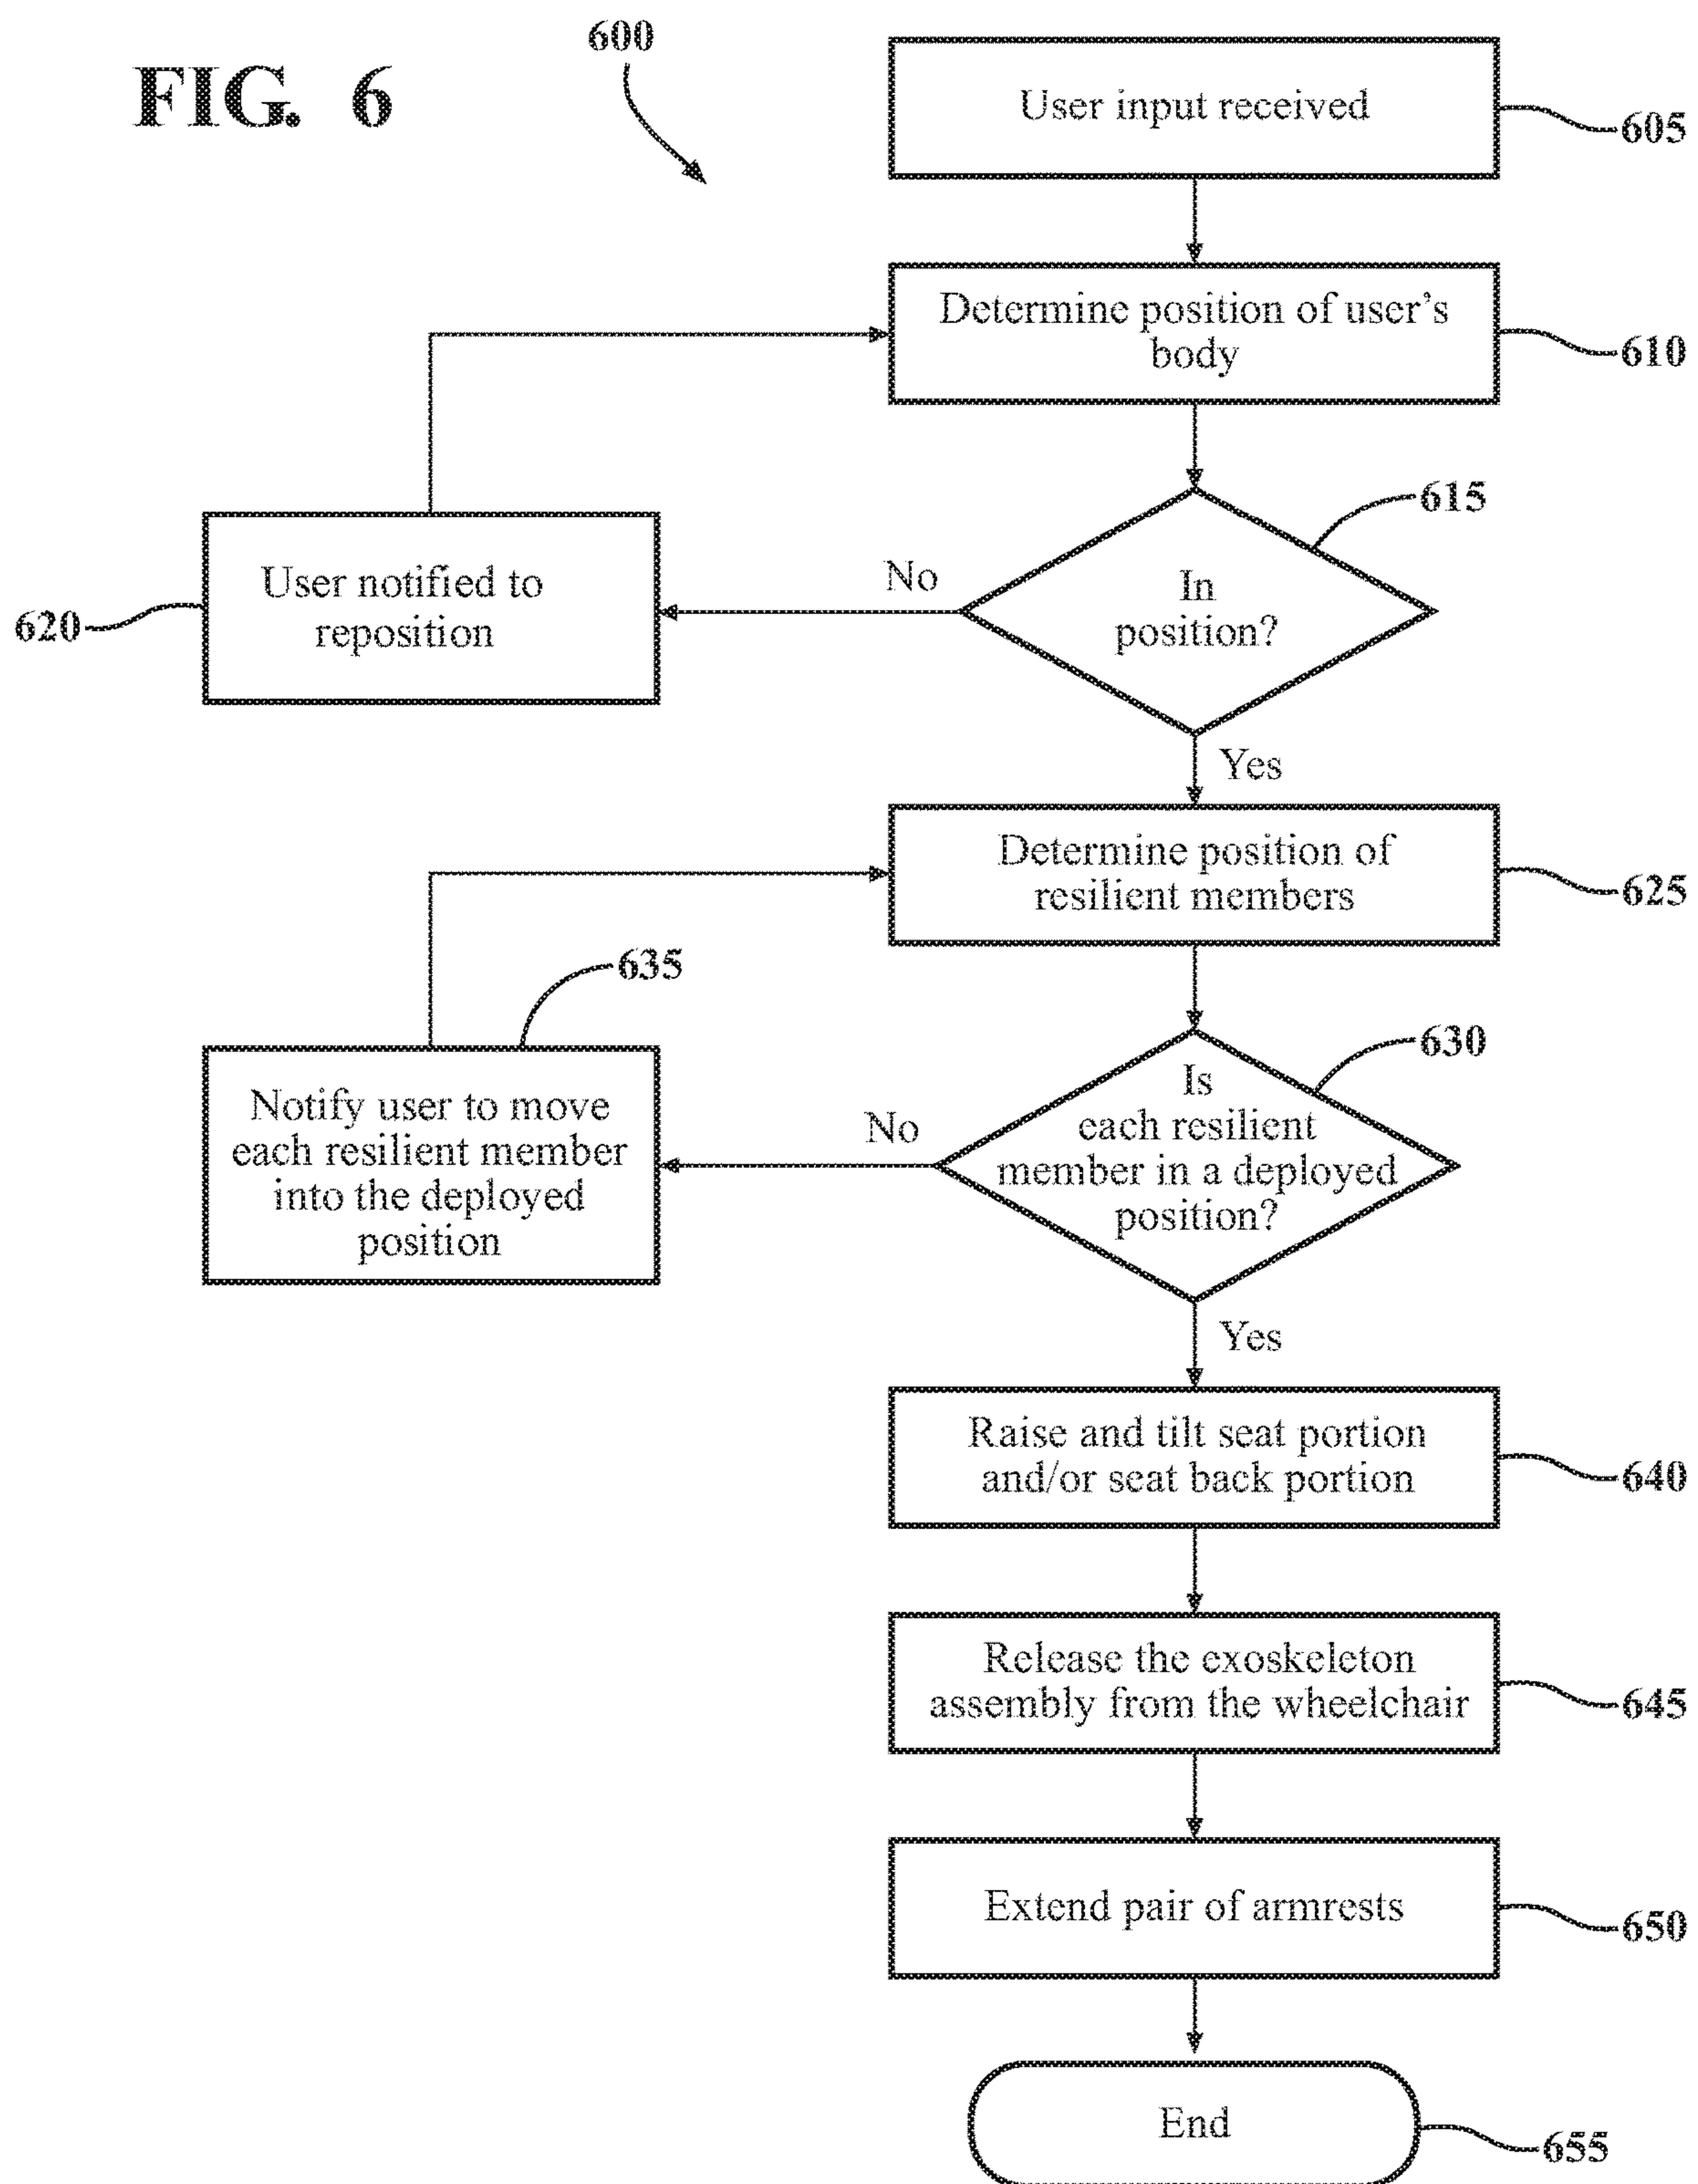 FIG. 6
600
User input received
605
Determine position of user’s
body
610
615
In
position?
No
User notified to
reposition
620
Yes
Determine position of
resilient members
625
635
630
Is
each resilient
member in a deployed
position?
No
Notify user to move
each resilient member
into the deployed
position
Yes
Raise and tilt seat portion
and/or seat back portion
640
Release the exoskeleton
assembly from the wheelchair
645
Extend pair of armrests
650
End
655